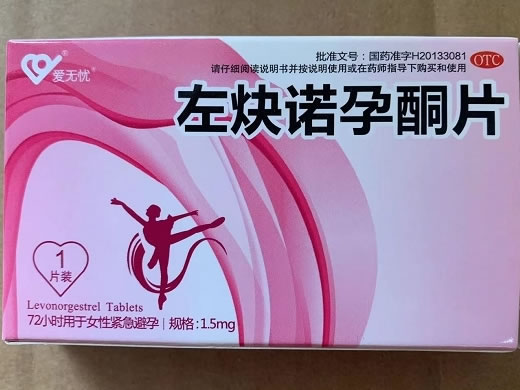 爱无忧®
批准文号：国药准字H20133081
OTC
请仔细阅读说明书并按说明使用或在药师指导下购买和使用
左炔诺孕酮片
1
片装
Levonorgestrel Tablets
72小时用于女性紧急避孕 | 规格：1.5mg